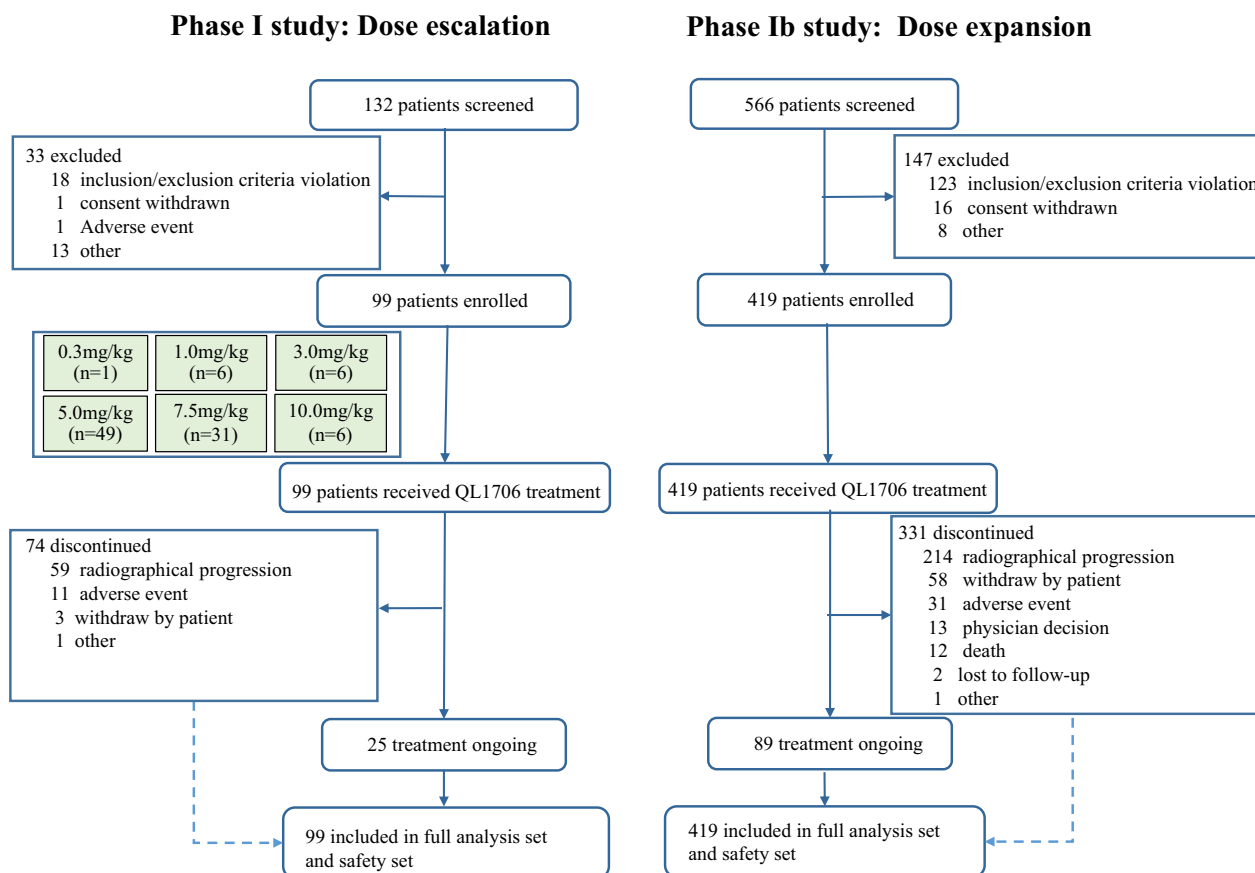 Phase I study: Dose escalation
132 patients screened
33 excluded
18 inclusion/exclusion criteria violation
1 consent withdrawn
1 Adverse event
13 other
99 patients enrolled
0.3mg/kg
(n=1)
1.0mg/kg
(n=6)
3.0mg/kg
(n=6)
5.0mg/kg
(n=49)
7.5mg/kg
(n=31)
10.0mg/kg
(n=6)
99 patients received QL1706 treatment
74 discontinued
59 radiographical progression
11 adverse event
3 withdraw by patient
1 other
25 treatment ongoing
99 included in full analysis set
and safety set
Phase Ib study: Dose expansion
566 patients screened
147 excluded
123 inclusion/exclusion criteria violation
16 consent withdrawn
8 other
419 patients enrolled
419 patients received QL1706 treatment
331 discontinued
214 radiographical progression
58 withdraw by patient
31 adverse event
13 physician decision
12 death
2 lost to follow-up
1 other
89 treatment ongoing
419 included in full analysis set
and safety set